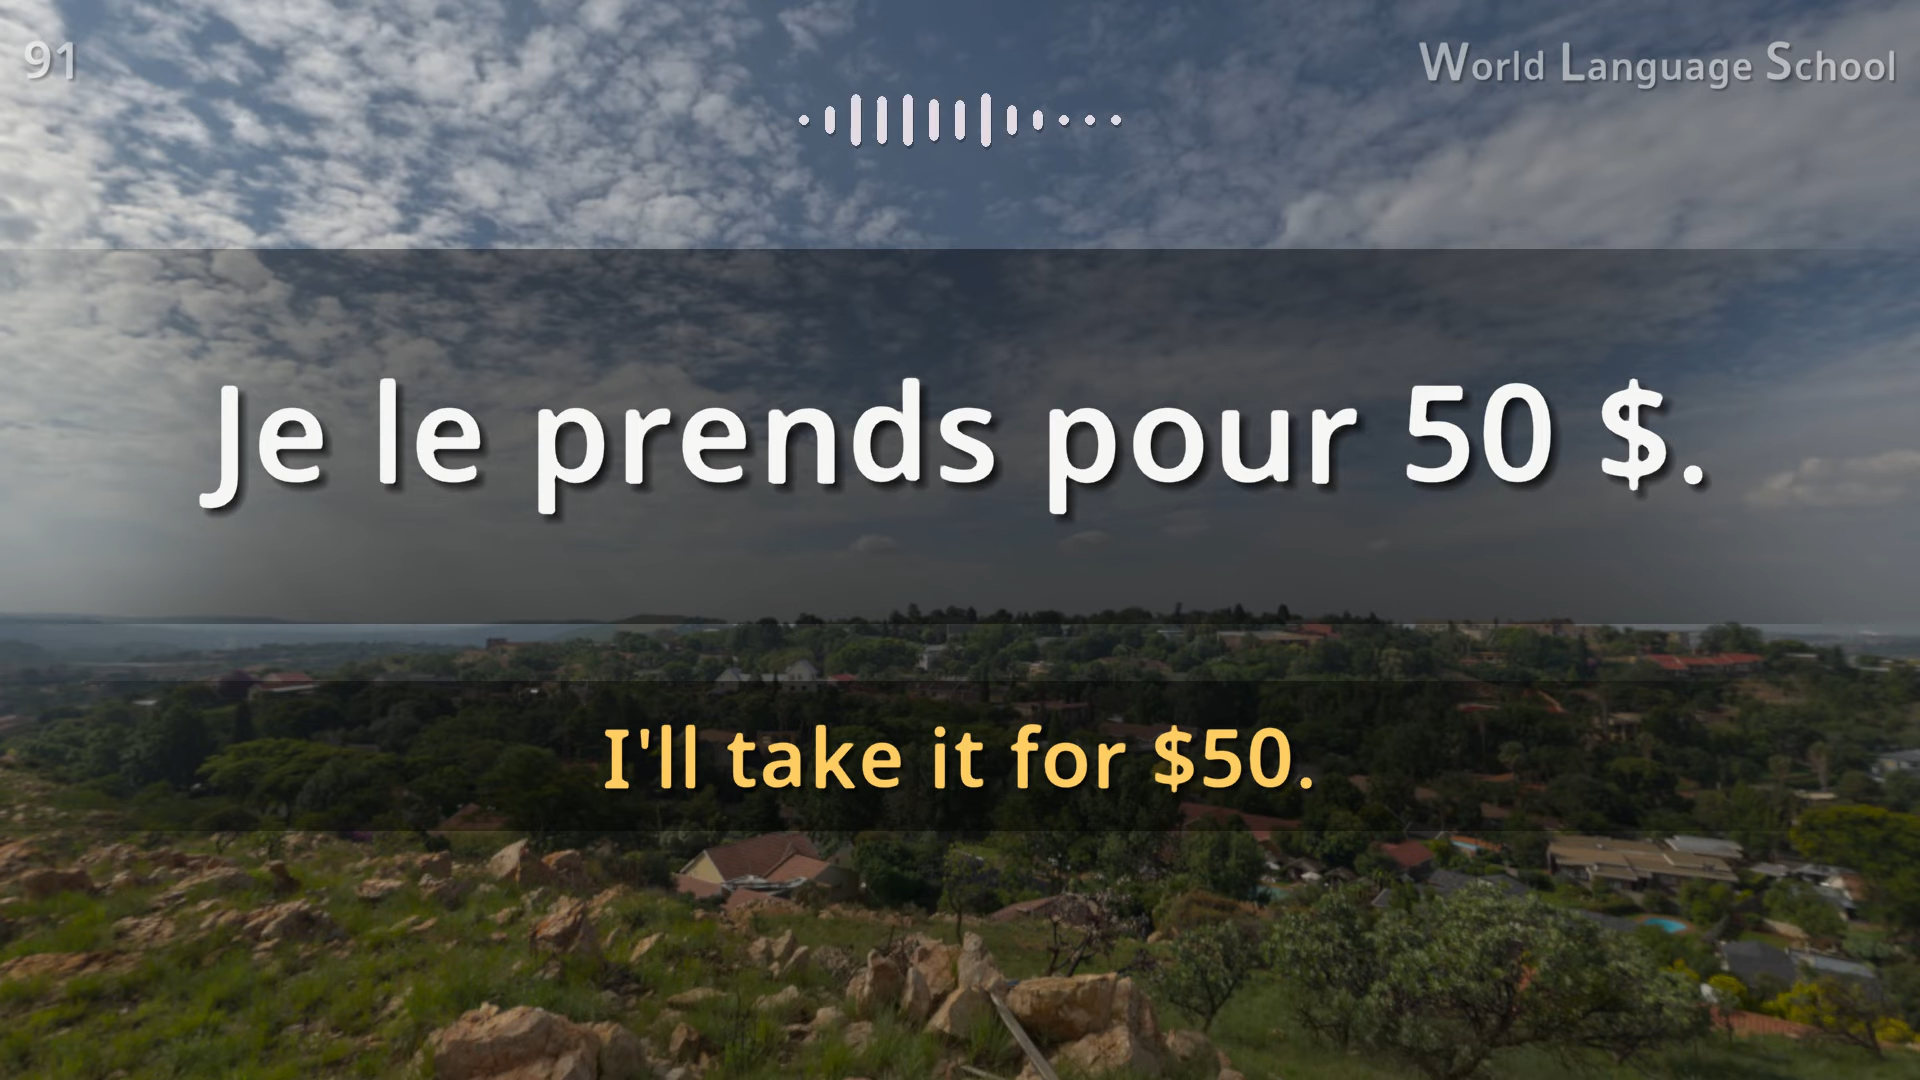 91
World Language School
Je le prends pour 50 $.
I'll take it for $50.